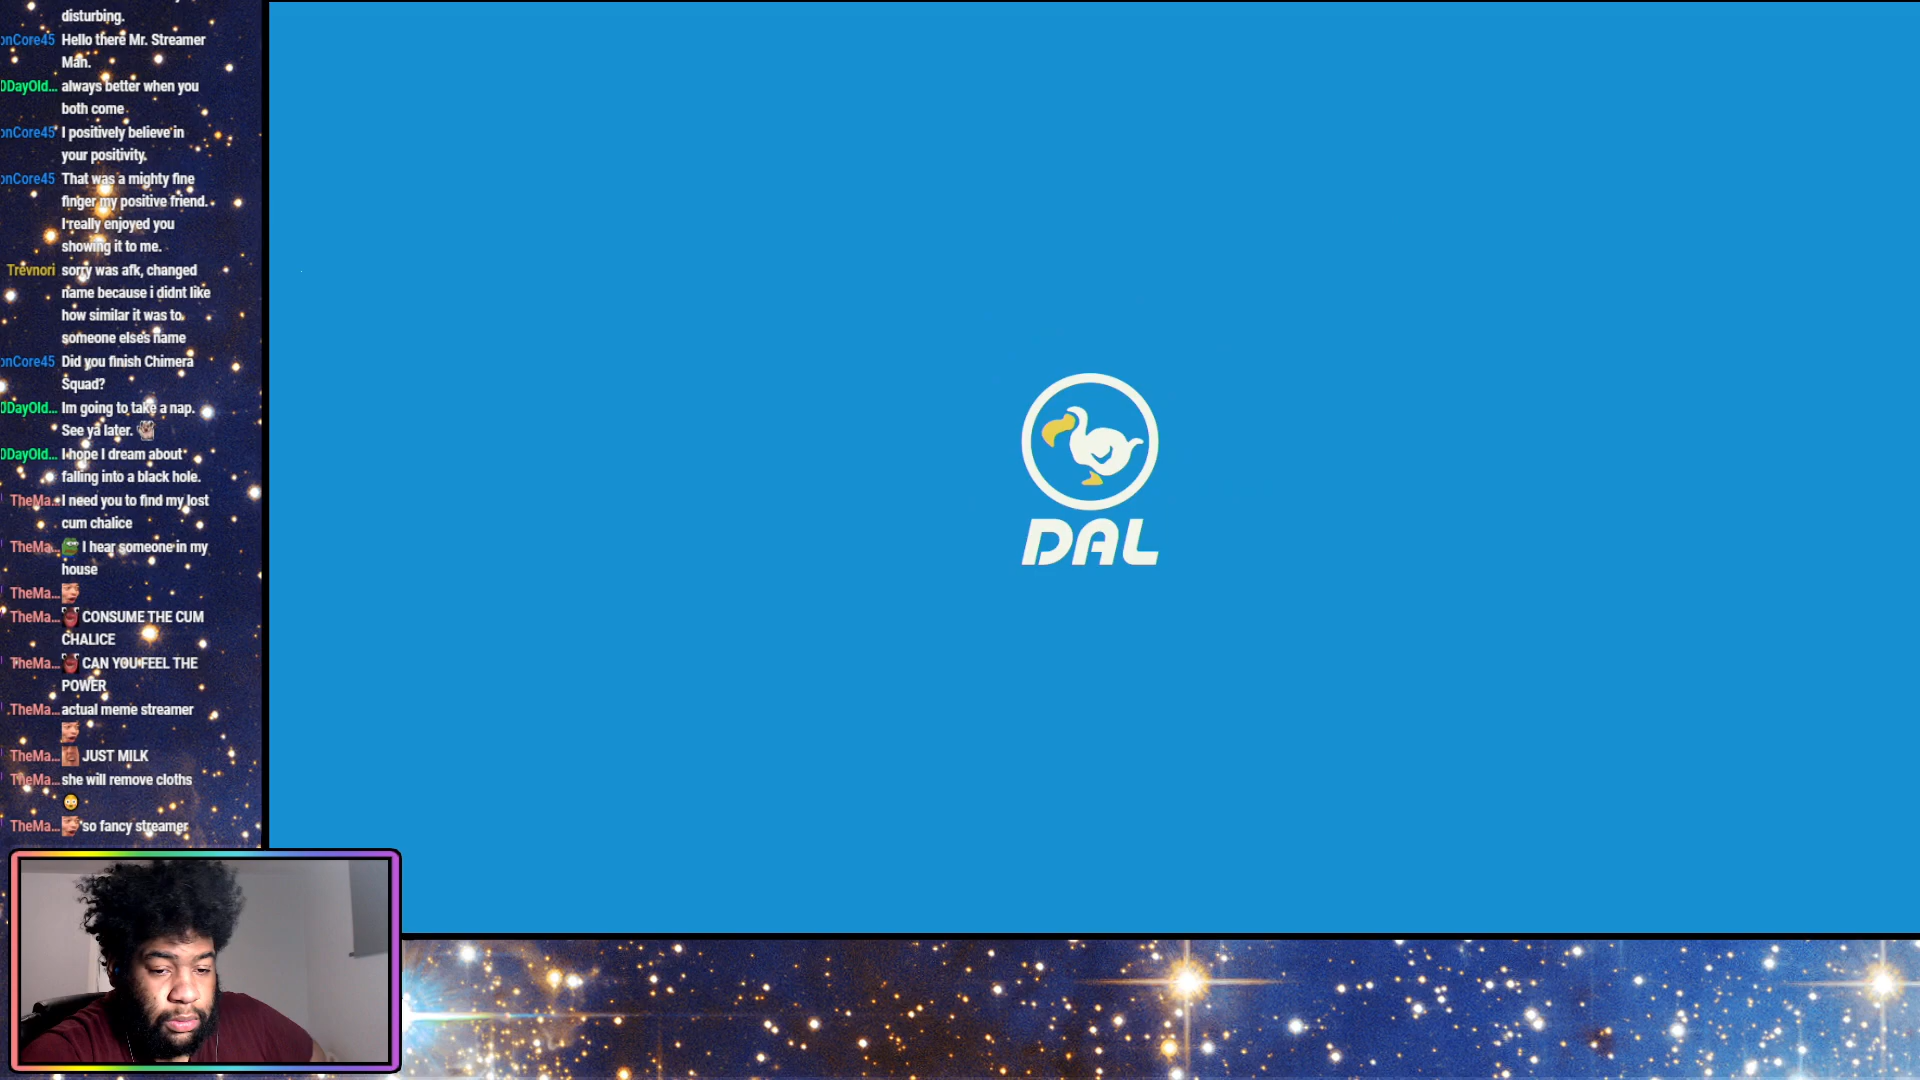 disturbing.
onCore45 Hello there Mr. Streamer
Man.
0DayOld... always better when you
both come
onCore45 I positively believe in
your positivity.
onCore45 That was a mighty fine
finger my positive friend.
I really enjoyed you
showing it to me.
Trevnori sorry was afk, changed
name because i didnt like
how similar it was to
someone else's name
onCore45 Did you finish Chimera
Squad?
0DayOld... Im going to take a nap.
See ya later.
0DayOld... I hope I dream about
falling into a black hole.
TheMa... I need you to find my lost
cum chalice
TheMa... I hear someone in my
house
TheMa...
TheMa... CONSUME THE CUM
CHALICE
TheMa... CAN YOU FEEL THE
POWER
TheMa... actual meme streamer
TheMa... JUST MILK
TheMa... she will remove cloths
TheMa... so fancy streamer
DAL